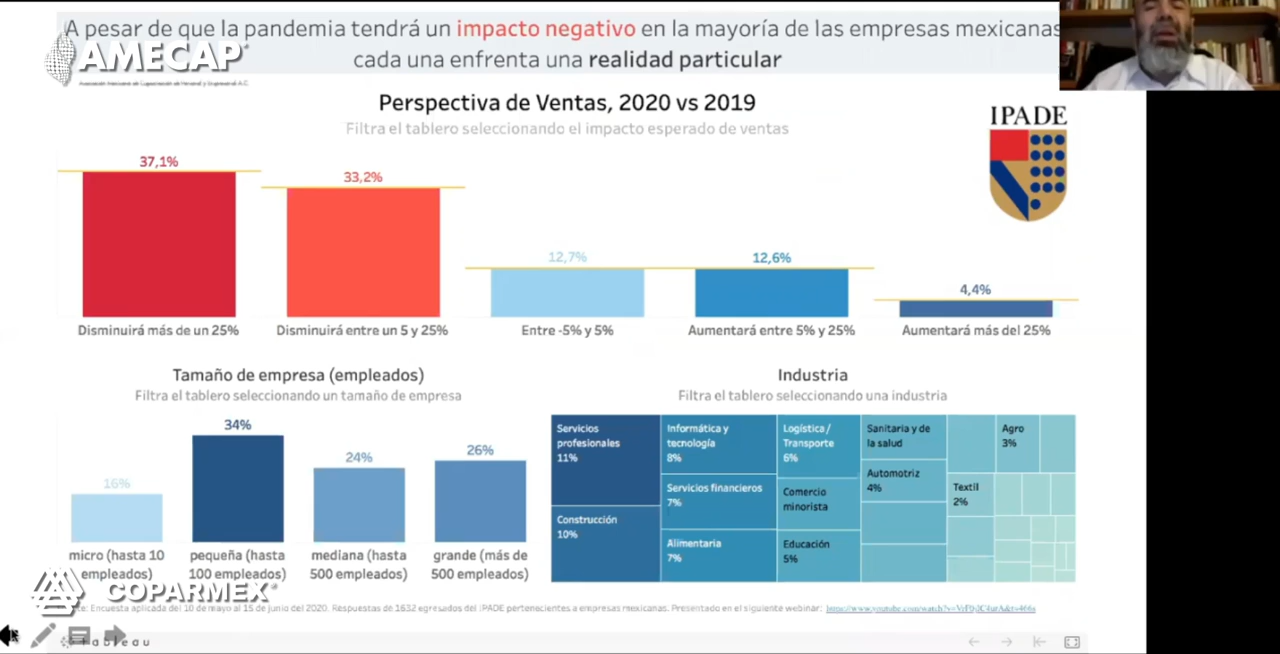 A pesar de que la pandemia tendrá un impacto negativo en la mayoría de las empresas mexicanas
cada una enfrenta una realidad particular
AMECAP
Perspectiva de Ventas, 2020 vs 2019
Filtra el tablero seleccionando el impacto esperado de ventas
IPADE
37,1%
33,2%
12,7%
12,6%
4,4%
Disminuirá más de un 25%
Disminuirá entre un 5 y 25%
Entre -5% y 5%
Aumentará entre 5% y 25%
Aumentará más del 25%
Tamaño de empresa (empleados)
Filtra el tablero seleccionando un tamaño de empresa
16%
34%
24%
26%
micro (hasta 10
empleados)
pequeña (hasta
100 empleados)
mediana (hasta
500 empleados)
grande (más de
500 empleados)
Industria
Filtra el tablero seleccionando una industria
Servicios
profesionales
11%
Construcción
10%
Informática y
tecnología
8%
Servicios financieros
7%
Alimentaria
7%
Logística /
Transporte
6%
Comercio
minorista
Educación
5%
Sanitaria y de
la salud
Automotriz
4%
Agro
3%
Textil
2%
COPARMEX
Encuesta aplicada del 10 de mayo al 15 de junio del 2020. Respuestas de 1632 egresados del IPADE pertenecientes a empresas mexicanas. Presentado en el siguiente webinar:
tableau